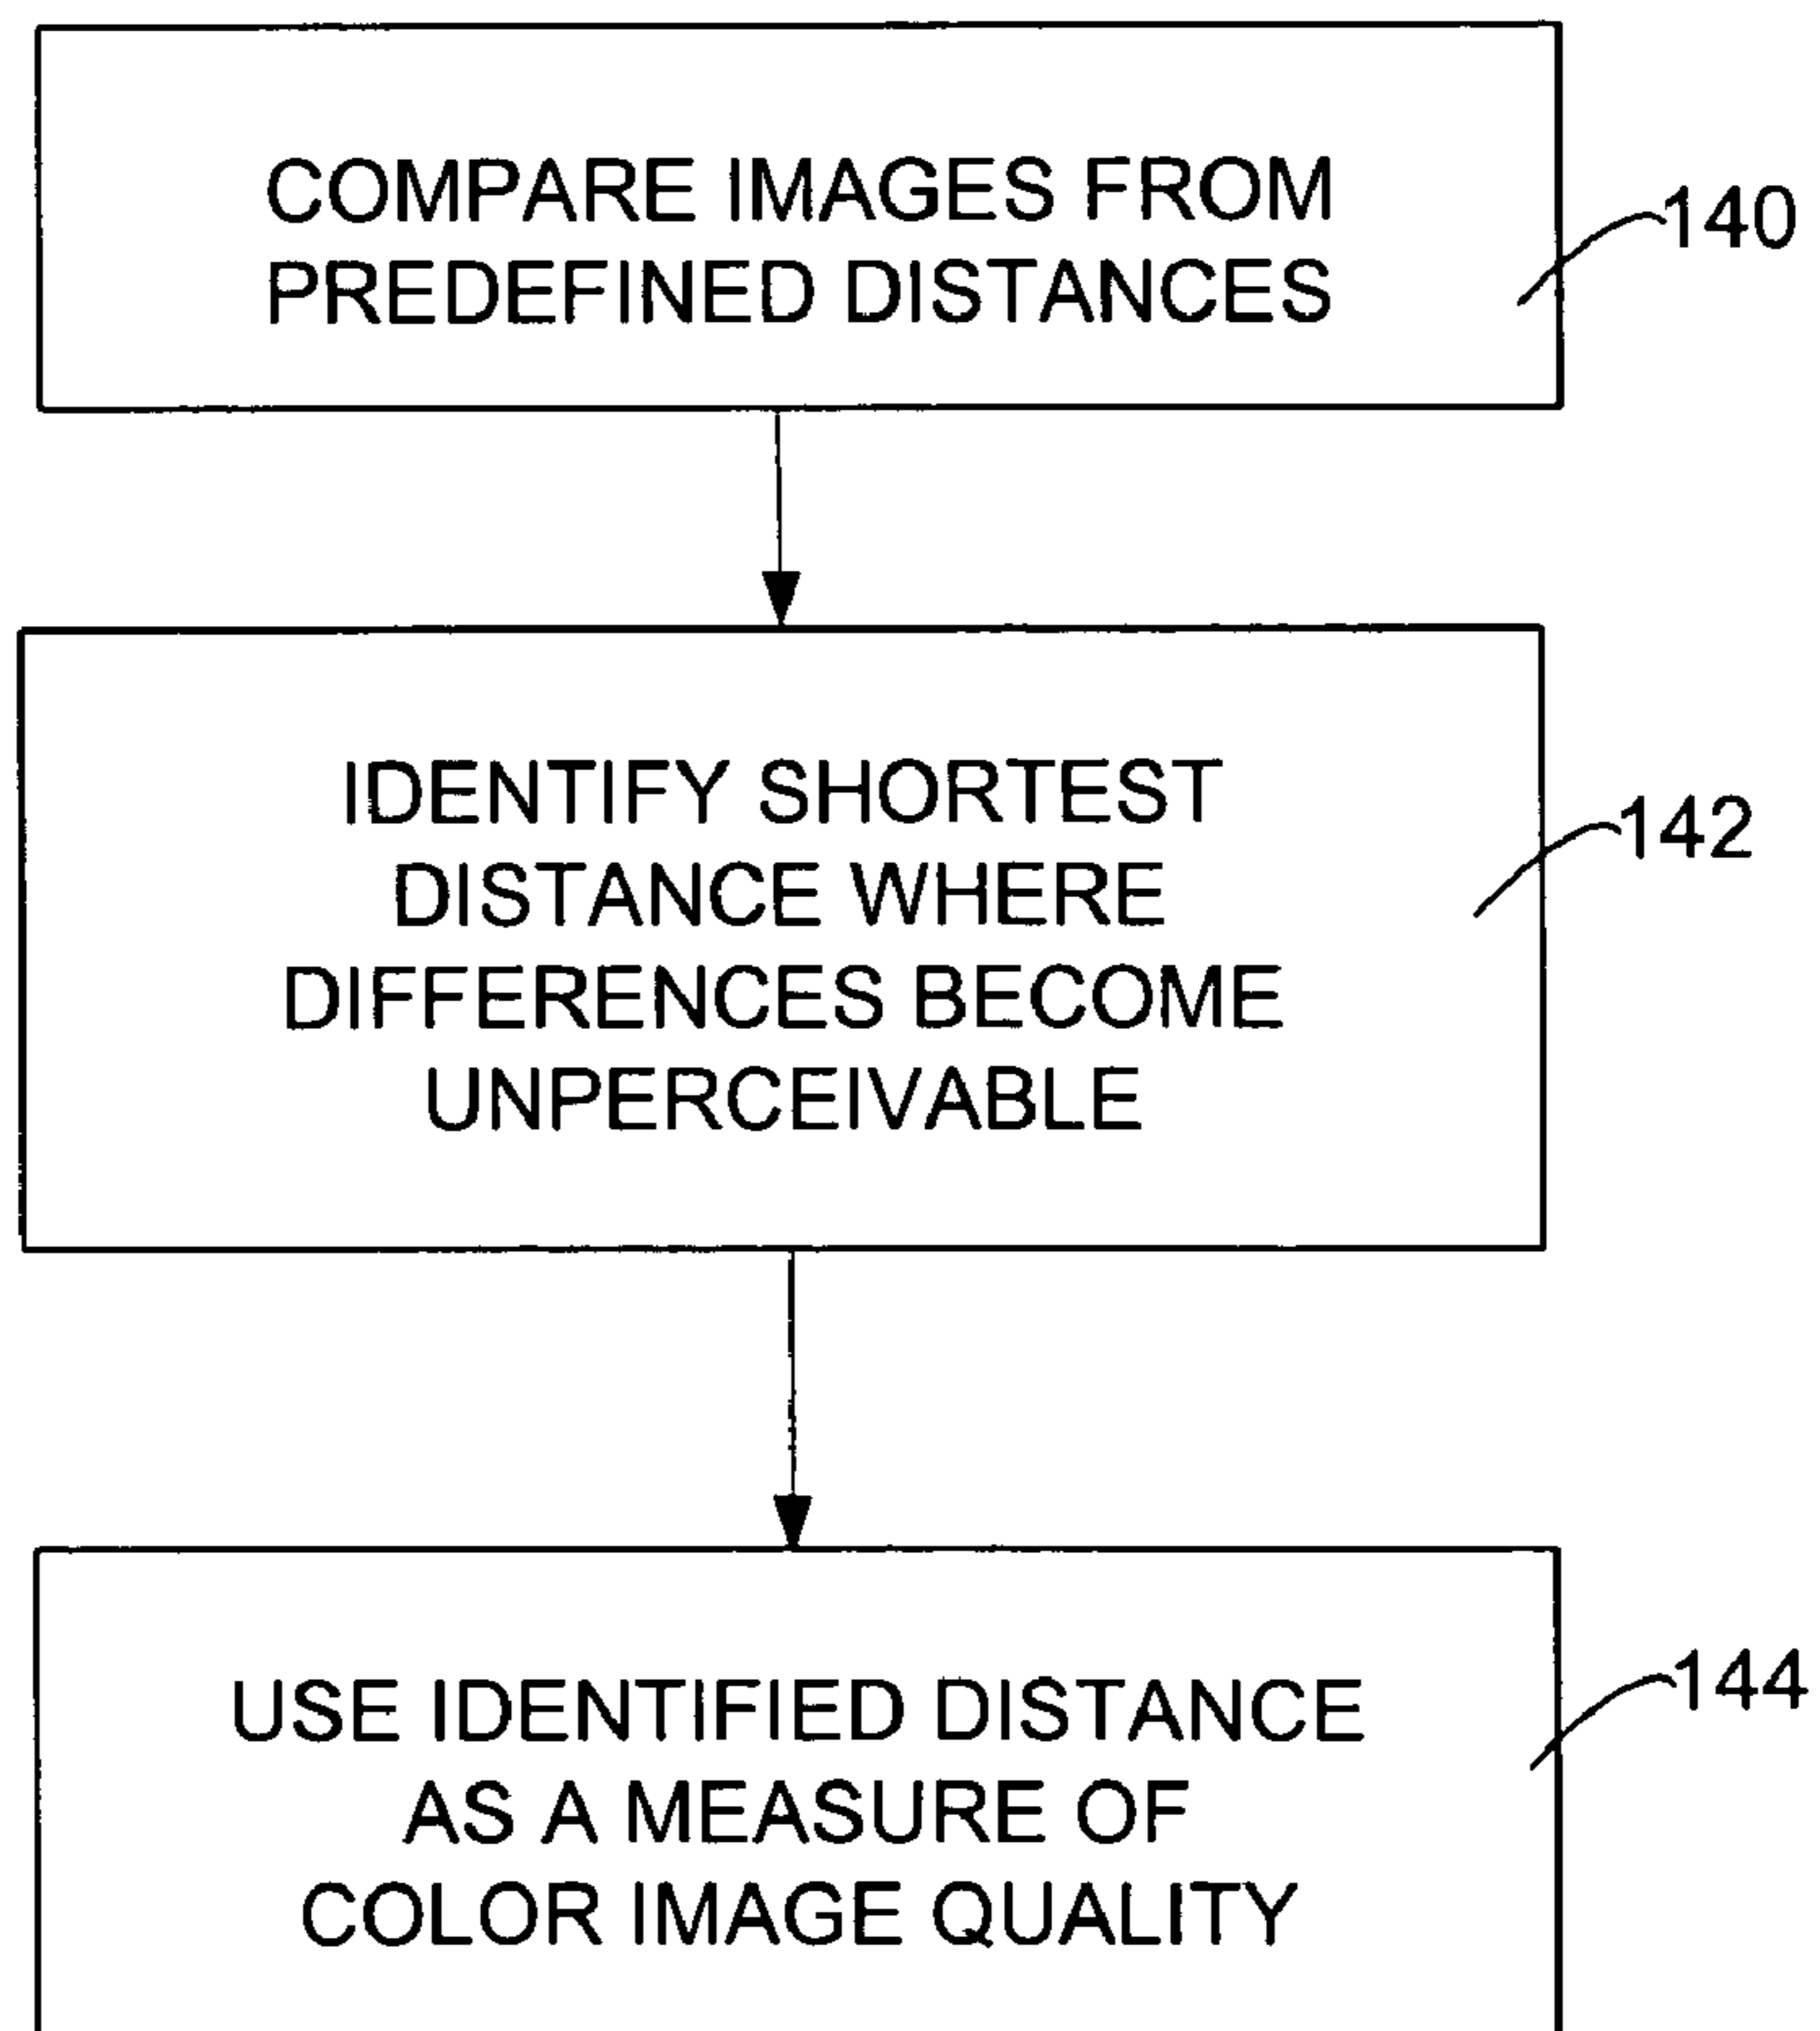 COMPARE IMAGES FROM
PREDEFINED DISTANCES
140
IDENTIFY SHORTEST
DISTANCE WHERE
DIFFERENCES BECOME
UNPERCEIVABLE
142
USE IDENTIFIED DISTANCE
AS A MEASURE OF
COLOR IMAGE QUALITY
144